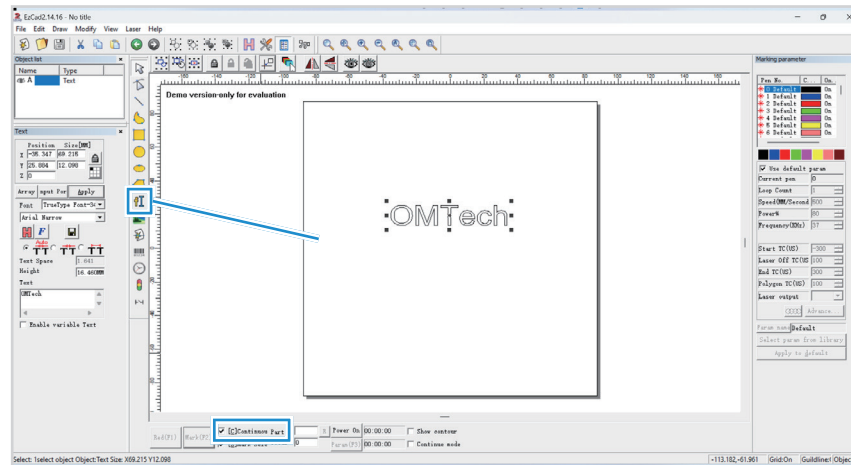 EzCad2.14.16 - No title
File Edit Draw Modify View Laser Help
Object list
Name Type
A Text
Text
Position Size[MM]
X -35.347 69.215
Y 25.084 12.098
Z 0
Array Apply
Font
Arial Narrow
F
Text Space 1.041
Height 16.460MM
Text
OMTech
Enable variable Text
Demo version-only for evaluation
OMTech
[C]Continuou Part
Power On 00:00:00 Show contour
Param(F3) 00:00:00 Continue mode
Marking parameter
Pen No. C... On
0 Default On
1 Default On
2 Default On
3 Default On
4 Default On
5 Default On
6 Default On
Use default param
Current pen 0
Loop Count 1
Speed(MM/Second 500
Power% 80
Frequency(KHz) 37
Start TC(US) -300
Laser Off TC(US 100
End TC(US) 300
Polygon TC(US) 100
Laser output
Advance...
Param name Default
Select param from library
Apply to default
Select: 1select object Object:Text Size: X69.215 Y12.098
-113.182,-61.961 Grid:On Guildline:I Objec